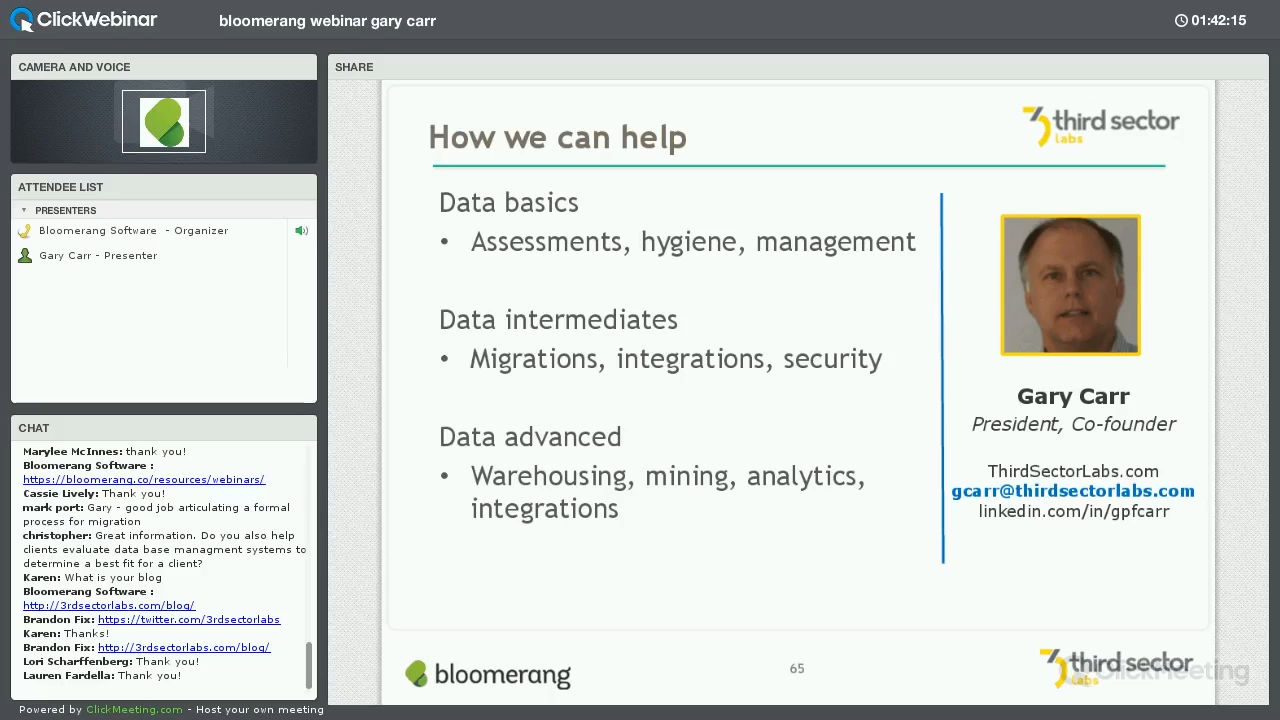 ClickWebinar
bloomerang webinar gary carr
01:42:15
CAMERA AND VOICE
ATTENDEE LIST
PRESENTERS
Bloomerang Software - Organizer
Gary Carr - Presenter
CHAT
Marylee McInnes: thank you!
Bloomerang Software :
https://bloomerang.co/resources/webinars/
Cassie Lively: Thank you!
mark port: Gary - good job articulating a formal
process for migration
christopher: Great information. Do you also help
clients evaluate data base managment systems to
determine a best fit for a client?
Karen: What is your blog
Bloomerang Software :
http://3rdsectorlabs.com/blog/
Brandon Fix: https://twitter.com/3rdsectorlabs
Karen: Thanks!
Brandon Fix: http://3rdsectorlabs.com/blog/
Lori Scharffenberg: Thank you!
Lauren Fardella: Thank you!
Powered by ClickMeeting.com - Host your own meeting
SHARE
How we can help
3 third sector
labs
Data basics
• Assessments, hygiene, management
Data intermediates
• Migrations, integrations, security
Data advanced
• Warehousing, mining, analytics,
integrations
Gary Carr
President, Co-founder
ThirdSectorLabs.com
gcarr@thirdsectorlabs.com
linkedin.com/in/gpfcarr
bloomerang
65
3 third sector
labs
ClickMeeting